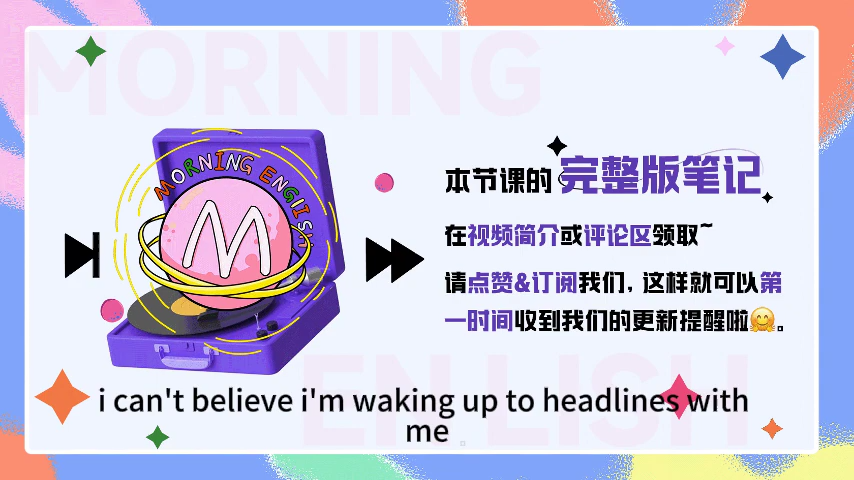 MORNING
MORNING ENGlISH
M
本节课的 完整版笔记
在视频简介或评论区领取~
请点赞&订阅我们，这样就可以第
一时间收到我们的更新提醒啦🤗。
EN LISH
i can't believe i'm waking up to headlines with
me